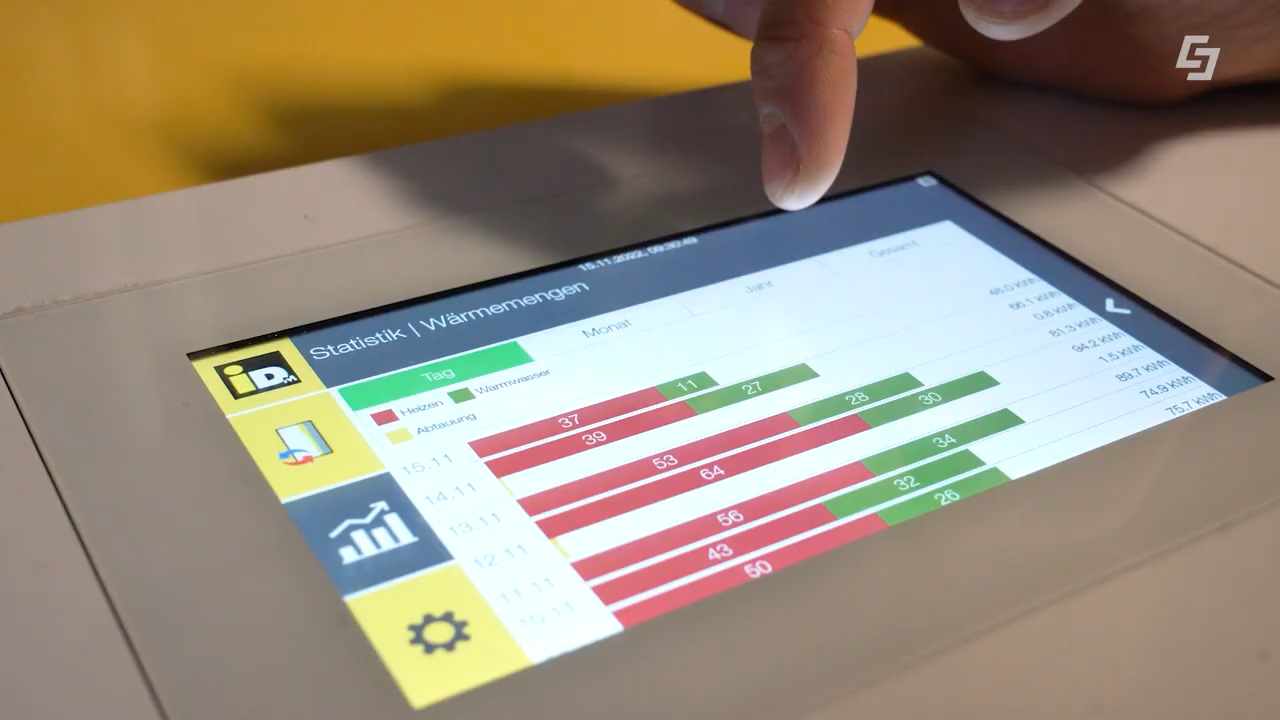 15.11.2022, 09:30:49
iDM
Statistik | Wärmemengen
Tag Monat Jahr Gesamt
Heizen Warmwasser
Abtauung
15.11 37 11 48.0 kWh
14.11 39 27 66.1 kWh
0.8 kWh
13.11 53 28 81.3 kWh
12.11 64 30 94.2 kWh
1.5 kWh
11.11 56 34 89.7 kWh
10.11 43 32 74.9 kWh
50 26 75.7 kWh